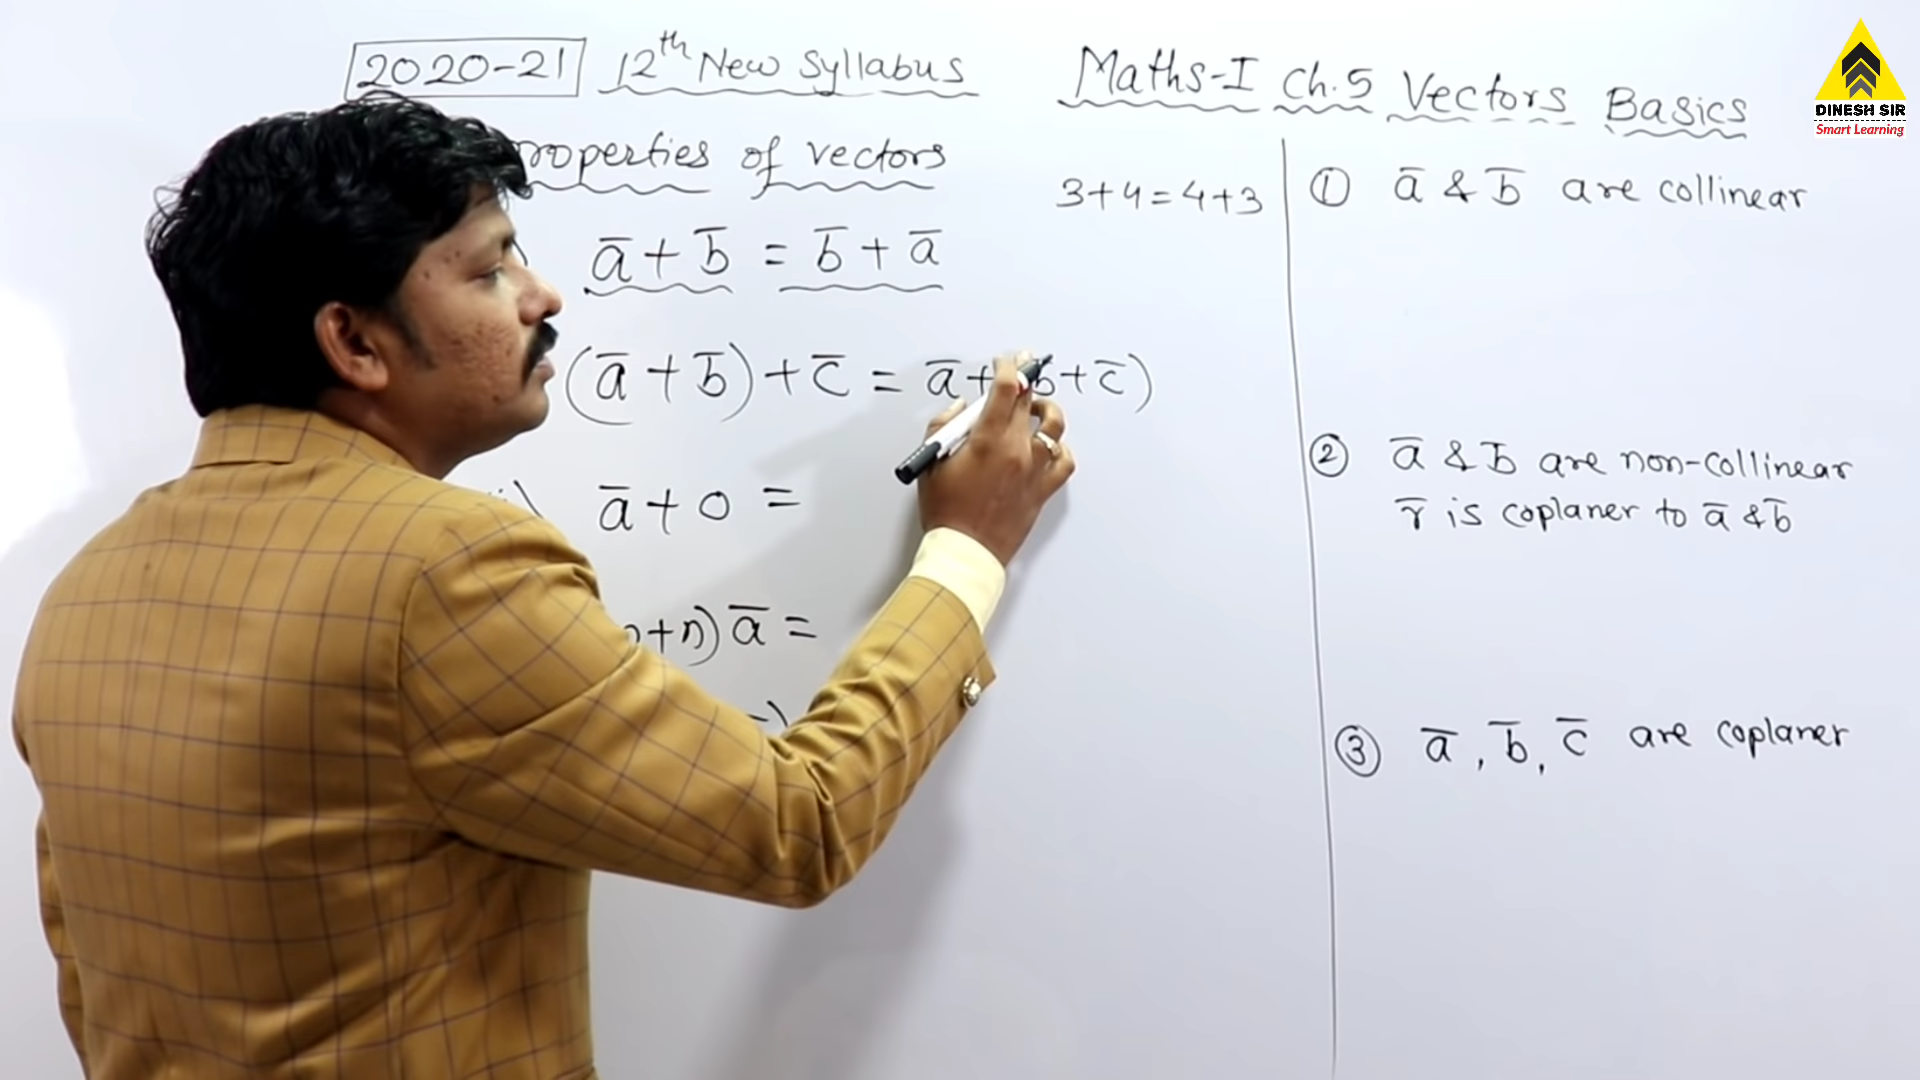 2020-21 12th New Syllabus
Maths-I Ch.5 Vectors Basics
DINESH SIR
Smart Learning
properties of vectors
3+4=4+3
a̅ + b̅ = b̅ + a̅
(a̅ + b̅) + c̅ = a̅ + b̅ + c̅)
a̅ + 0 =
+n) a̅ =
① a̅ & b̅ are collinear
② a̅ & b̅ are non-collinear
r̅ is coplaner to a̅ & b̅
③ a̅, b̅, c̅ are coplaner